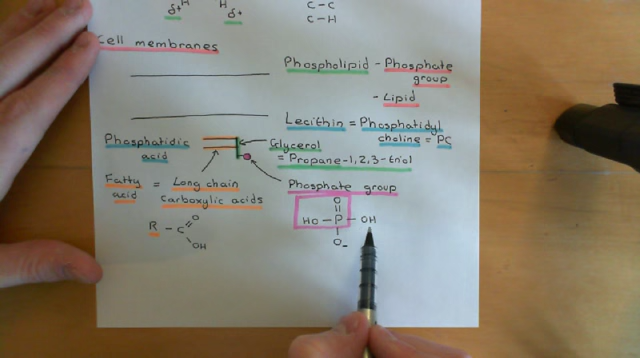 δ+ H H δ+
C-C
C-H
Cell membranes
Phospholipid - Phosphate
group
- Lipid
Lecithin = Phosphatidyl
choline = PC
Phosphatidic
acid
Glycerol
= Propane-1,2,3-triol
Fatty = Long chain
acid carboxylic acids
Phosphate group
R - C O
OH
O
HO - P - OH
O-